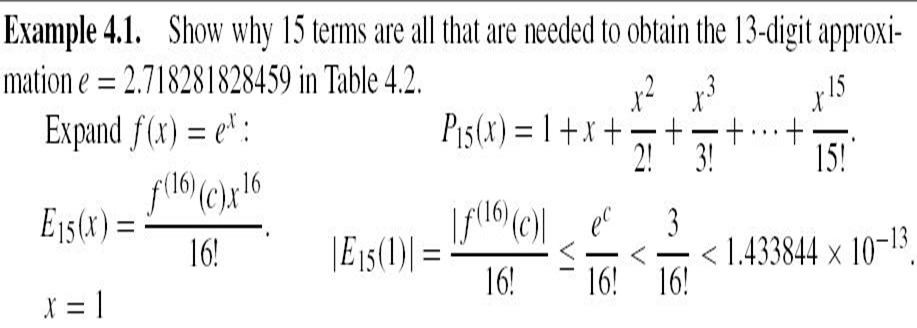 Example 4.1. Show why 15 terms are all that are needed to obtain the 13-digit approxi-
mation e = 2.718281828459 in Table 4.2.
Expand f(x) = e^x : P_15(x) = 1 + x + x^2/2! + x^3/3! + ··· + x^15/15!.
E_15(x) = f^(16)(c)x^16/16!. |E_15(1)| = |f^(16)(c)|/16! ≤ e^c/16! < 3/16! < 1.433844 × 10^−13.
x = 1